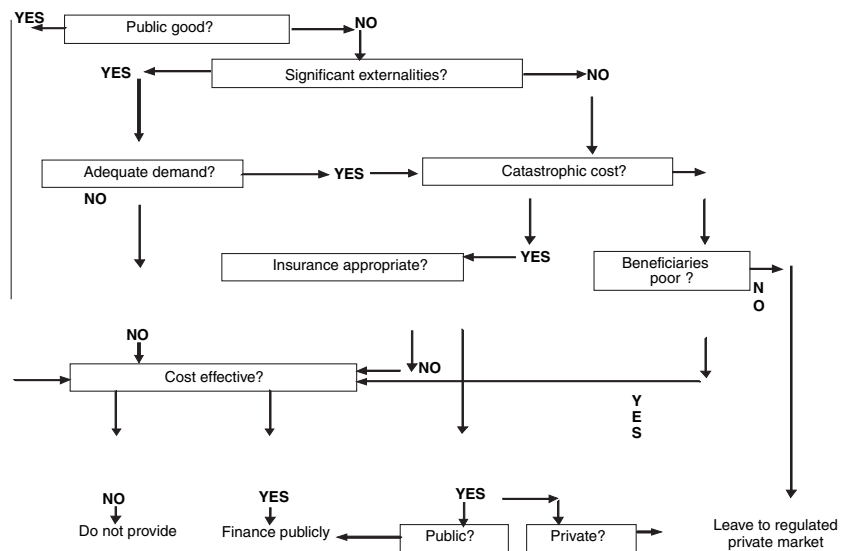 YES
Public good?
NO
YES
Significant externalities?
NO
Adequate demand?
YES
Catastrophic cost?
NO
Insurance appropriate?
YES
Beneficiaries
poor ?
N
O
NO
Cost effective?
NO
Y
E
S
NO
YES
YES
Do not provide
Finance publicly
Public?
Private?
Leave to regulated
private market